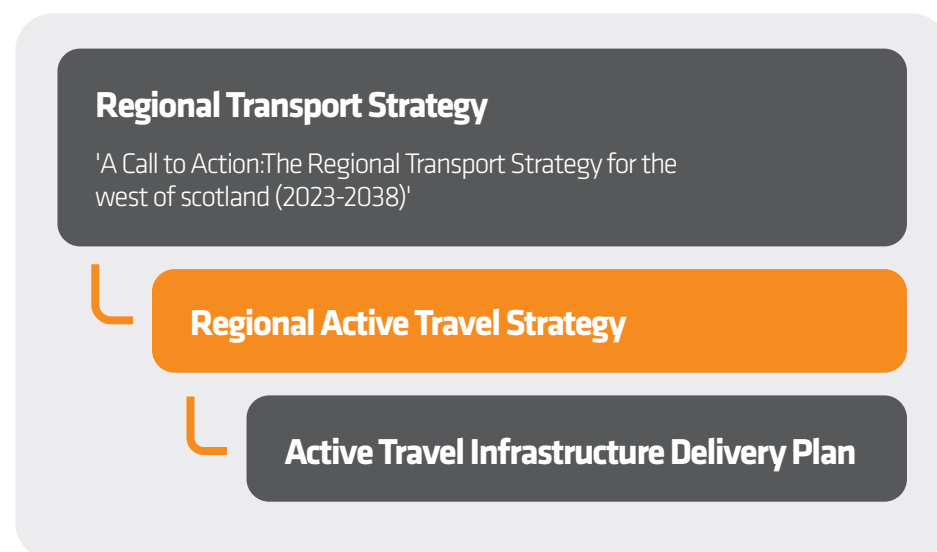 Regional Transport Strategy
'A Call to Action:The Regional Transport Strategy for the
west of scotland (2023-2038)'
Regional Active Travel Strategy
Active Travel Infrastructure Delivery Plan